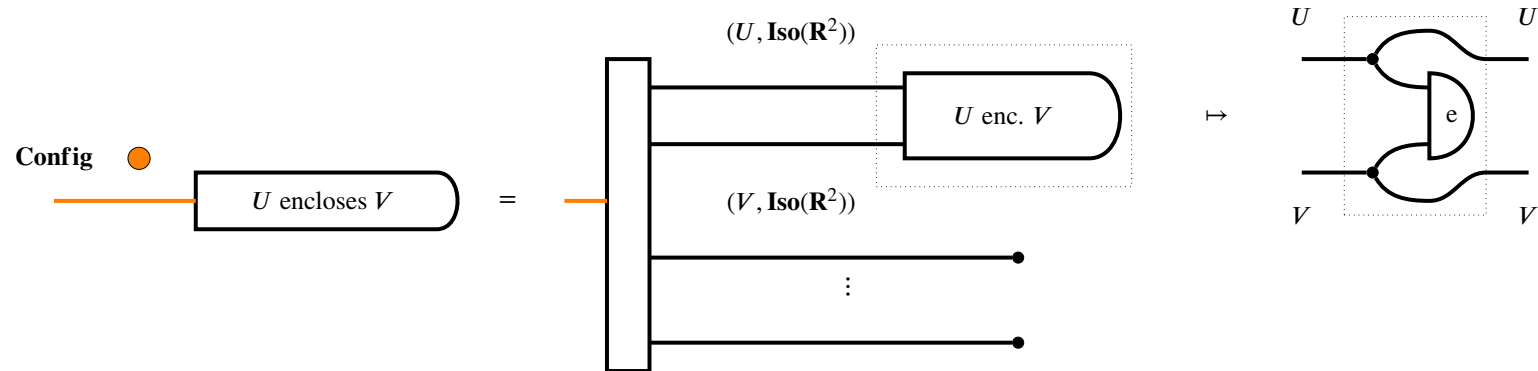 Config
U encloses V
=
(U, Iso(R²))
U enc. V
(V, Iso(R²))
⋮
↦
U U
e
V V